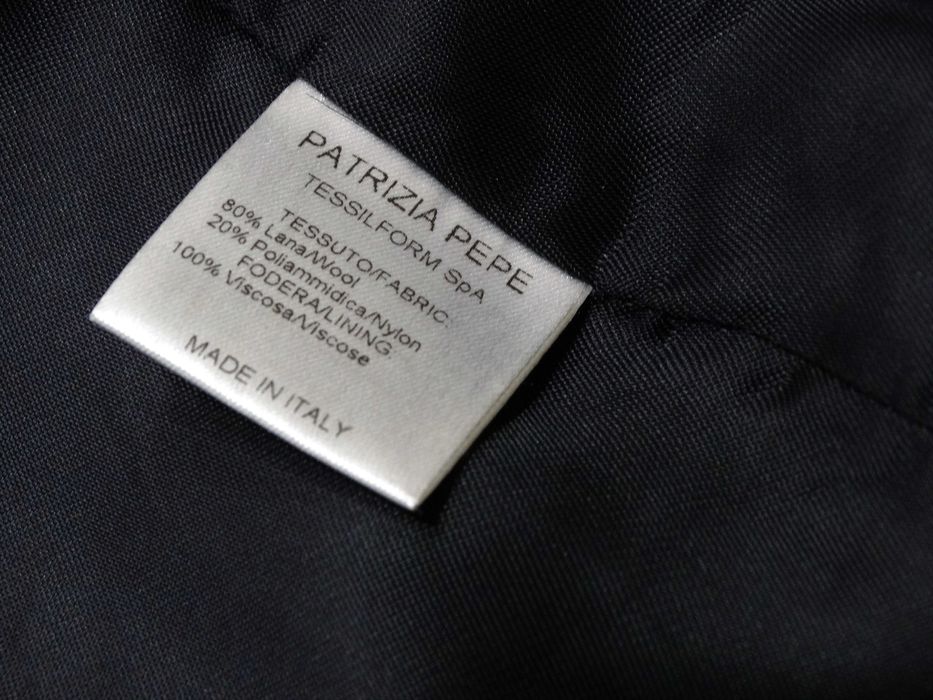 PATRIZIA PEPE
TESSILFORM SpA
TESSUTO/FABRIC:
80% Lana/Wool
20% Poliammidica/Nylon
FODERA/LINING:
100% Viscosa/Viscose
MADE IN ITALY